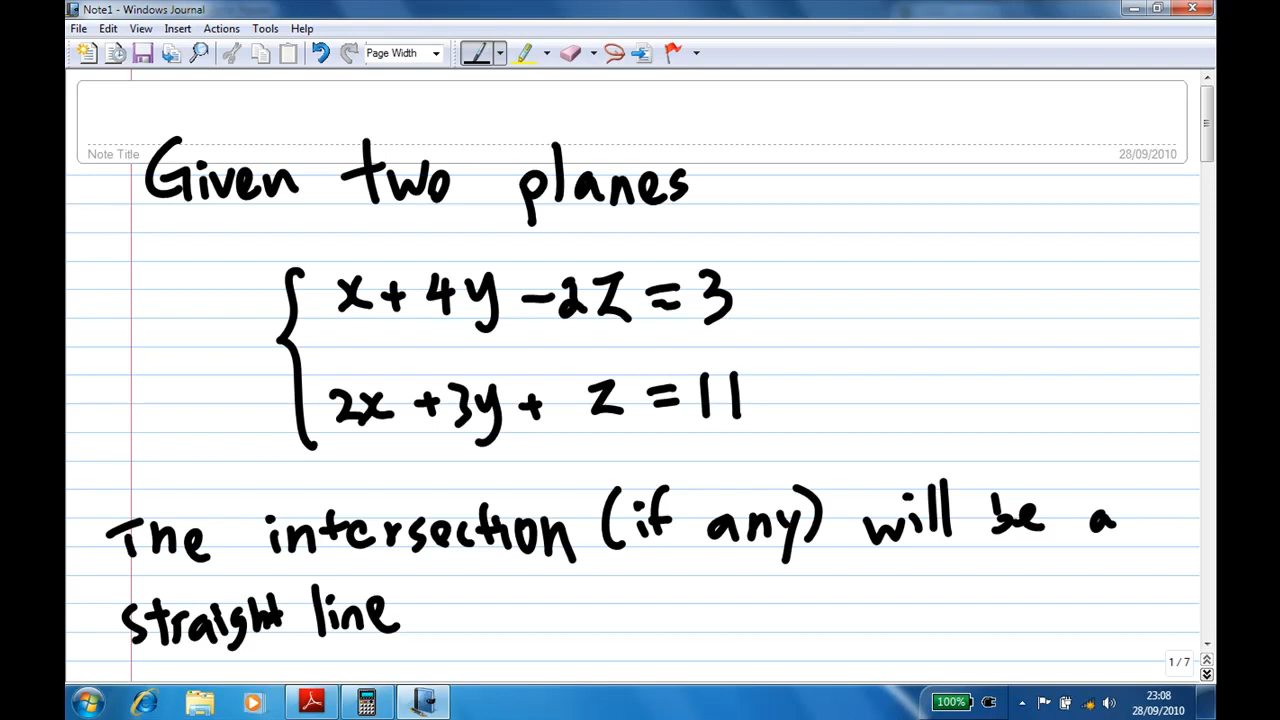 Note1 - Windows Journal
File Edit View Insert Actions Tools Help
Page Width
Note Title
28/09/2010
Given two planes
x + 4y - 2z = 3
2x + 3y + z = 11
The intersection (if any) will be a
straight line
1 / 7
100%
23:08
28/09/2010